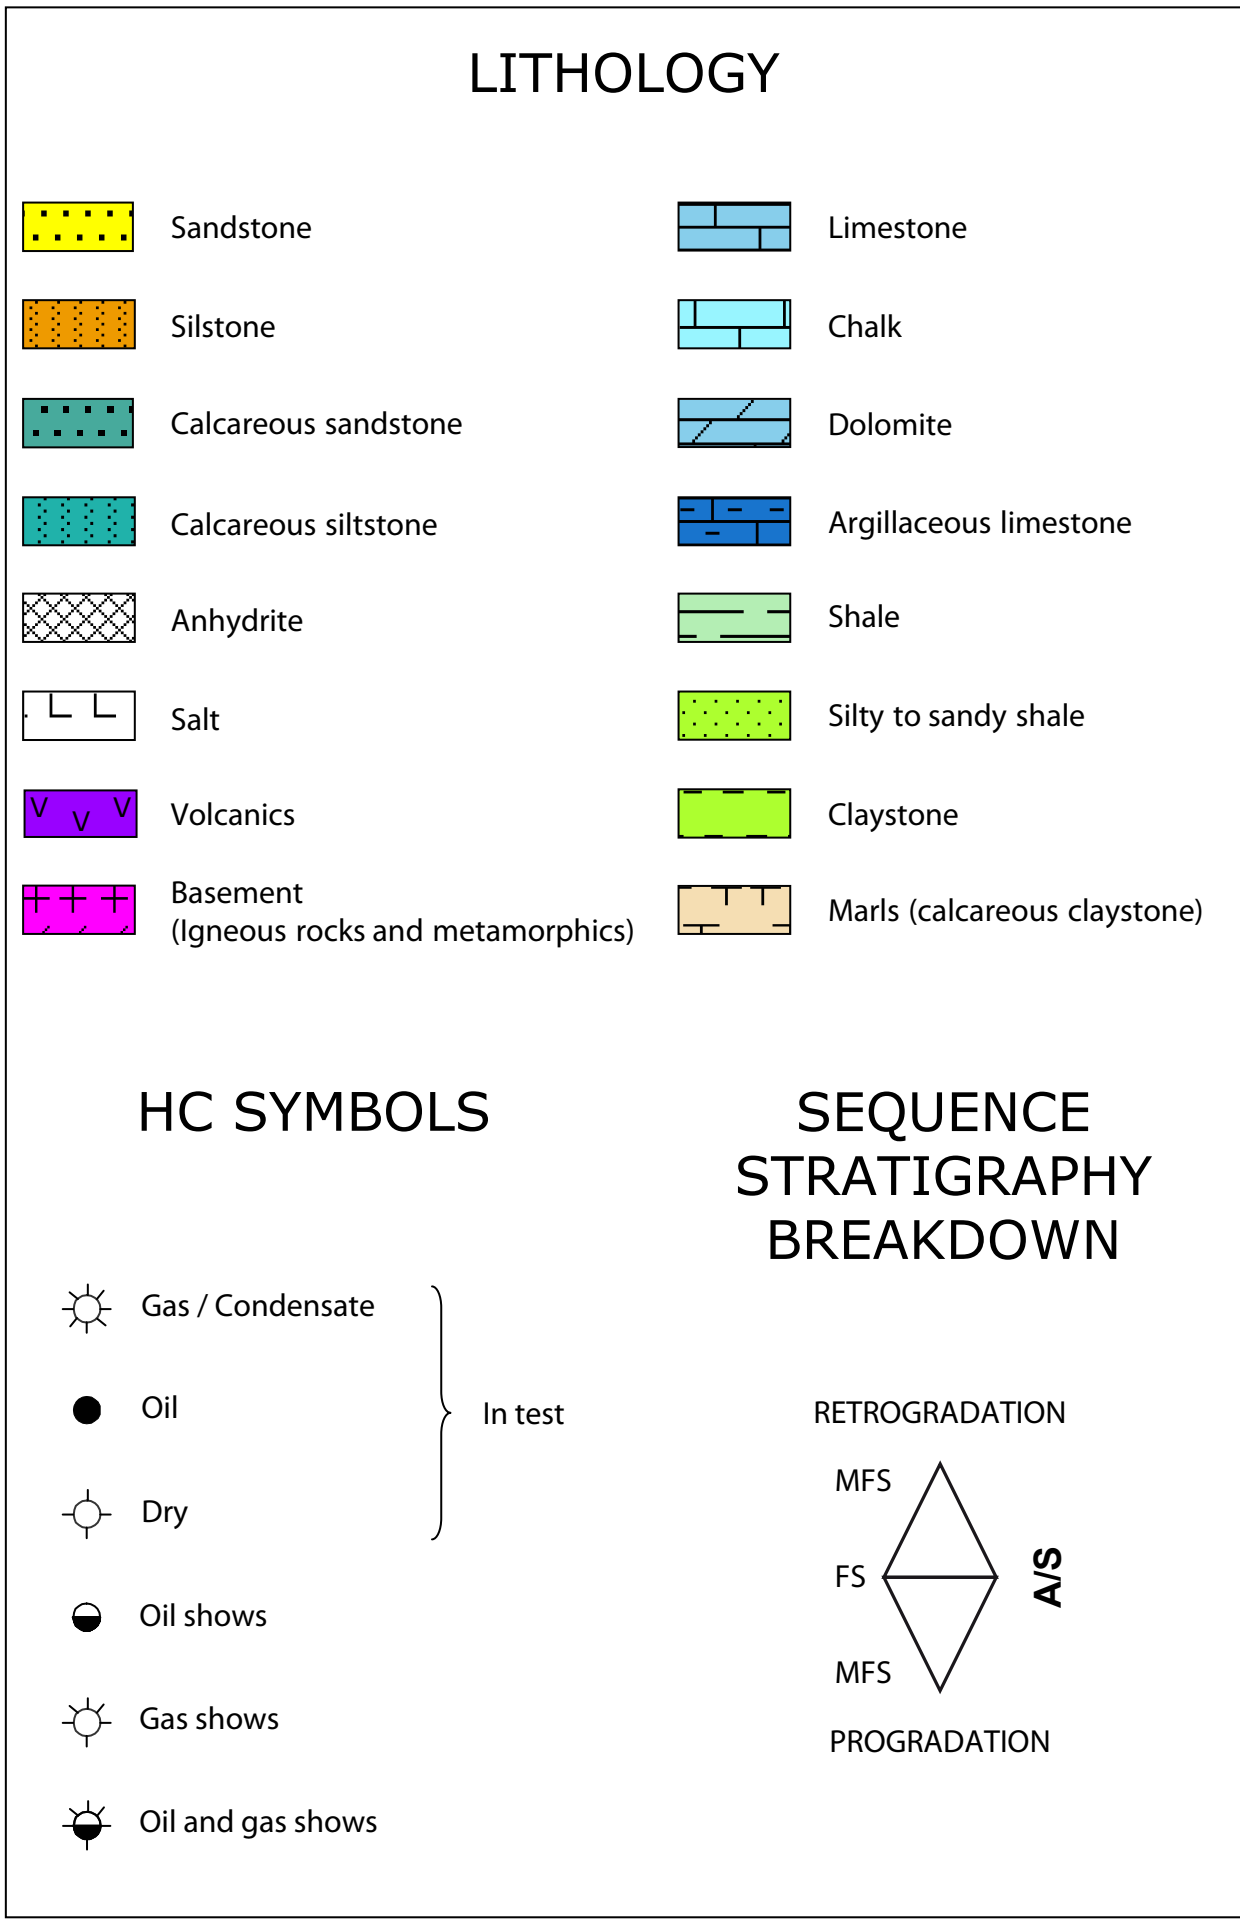 LITHOLOGY
Sandstone
Silstone
Calcareous sandstone
Calcareous siltstone
Anhydrite
Salt
Volcanics
Basement
(Igneous rocks and metamorphics)
Limestone
Chalk
Dolomite
Argillaceous limestone
Shale
Silty to sandy shale
Claystone
Marls (calcareous claystone)
HC SYMBOLS
Gas / Condensate
Oil
Dry
In test
Oil shows
Gas shows
Oil and gas shows
SEQUENCE
STRATIGRAPHY
BREAKDOWN
RETROGRADATION
MFS
FS
MFS
A/S
PROGRADATION